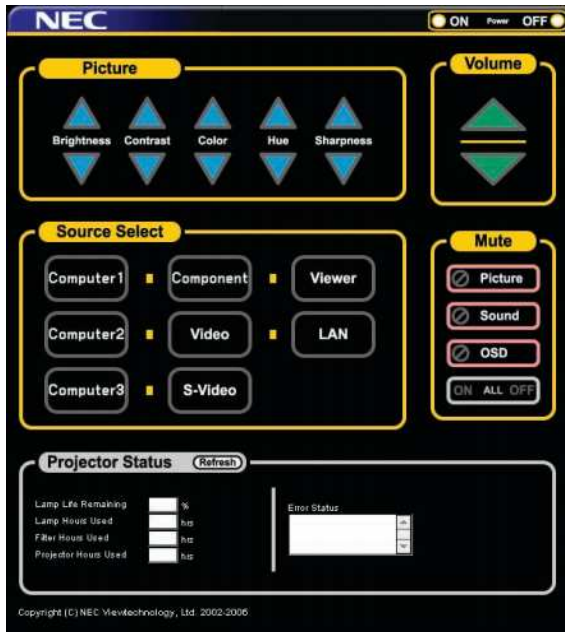 NEC
ON Power OFF
Picture
Volume
Brightness Contrast Color Hue Sharpness
Source Select
Mute
Computer1 Component Viewer
Picture
Computer2 Video LAN
Sound
OSD
Computer3 S-Video
ON ALL OFF
Projector Status Refresh
Lamp Life Remaining %
Lamp Hours Used hrs
Filter Hours Used hrs
Projector Hours Used hrs
Error Status
Copyright (C) NEC Viewtechnology, Ltd. 2002-2006